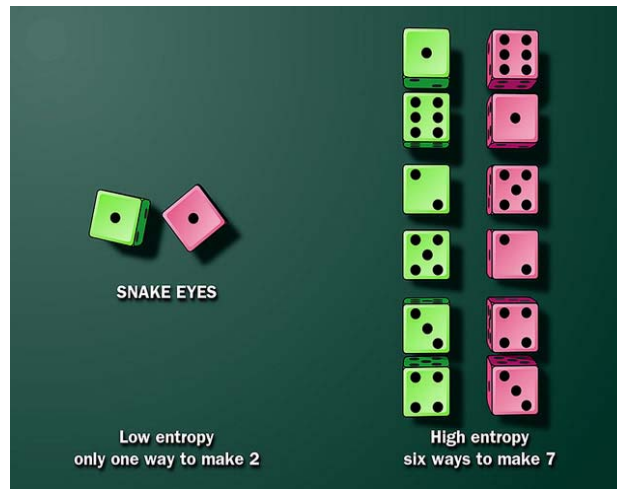 SNAKE EYES
Low entropy
only one way to make 2
High entropy
six ways to make 7